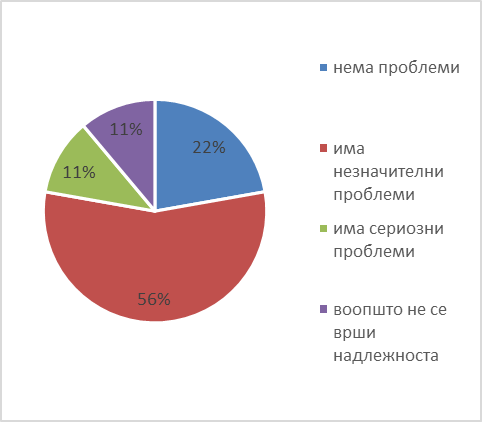 нема проблеми
22%
11%
11%
56%
има
незначителни
проблеми
има сериозни
проблеми
воопшто не се
врши
надлежноста